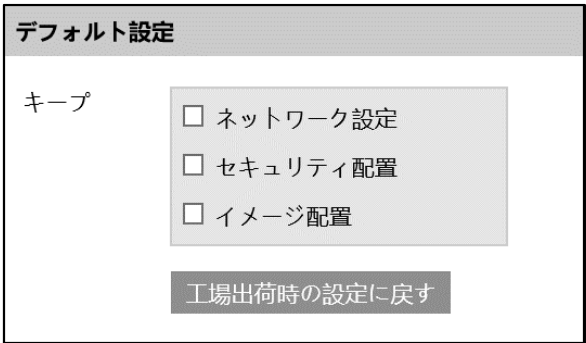 デフォルト設定
キープ
ネットワーク設定
セキュリティ配置
イメージ配置
工場出荷時の設定に戻す